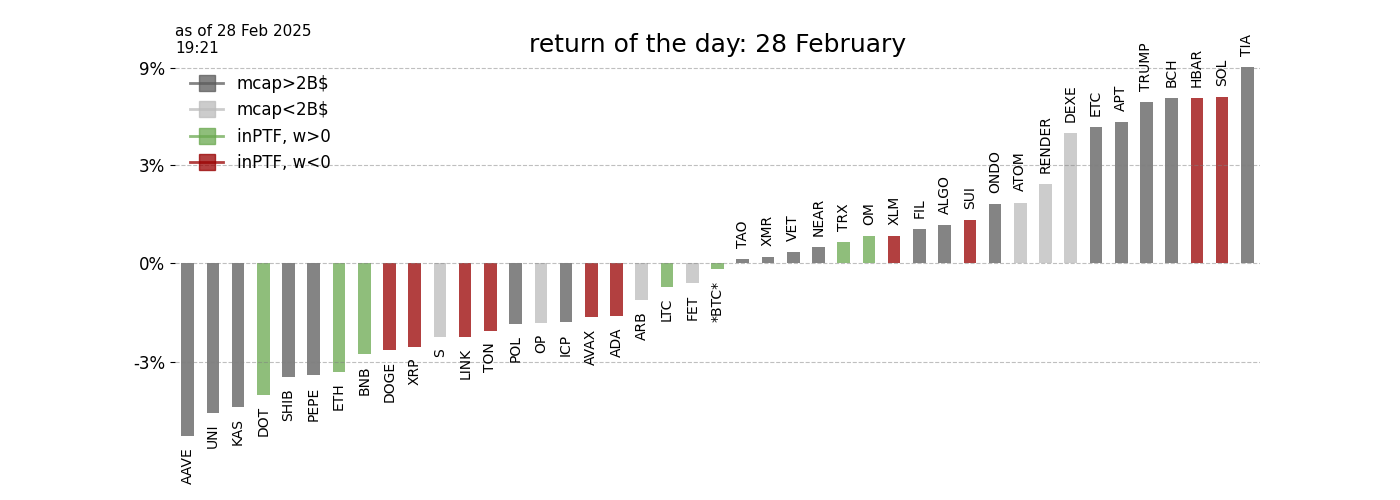 as of 28 Feb 2025
19:21
return of the day: 28 February
9%
3%
0%
-3%
mcap>2B$
mcap<2B$
inPTF, w>0
inPTF, w<0
AAVE
UNI
KAS
DOT
SHIB
PEPE
ETH
BNB
DOGE
XRP
S
LINK
TON
POL
OP
ICP
AVAX
ADA
ARB
LTC
FET
*BTC*
TAO
XMR
VET
NEAR
TRX
OM
XLM
FIL
ALGO
SUI
ONDO
ATOM
RENDER
DEXE
ETC
APT
TRUMP
BCH
HBAR
SOL
TIA